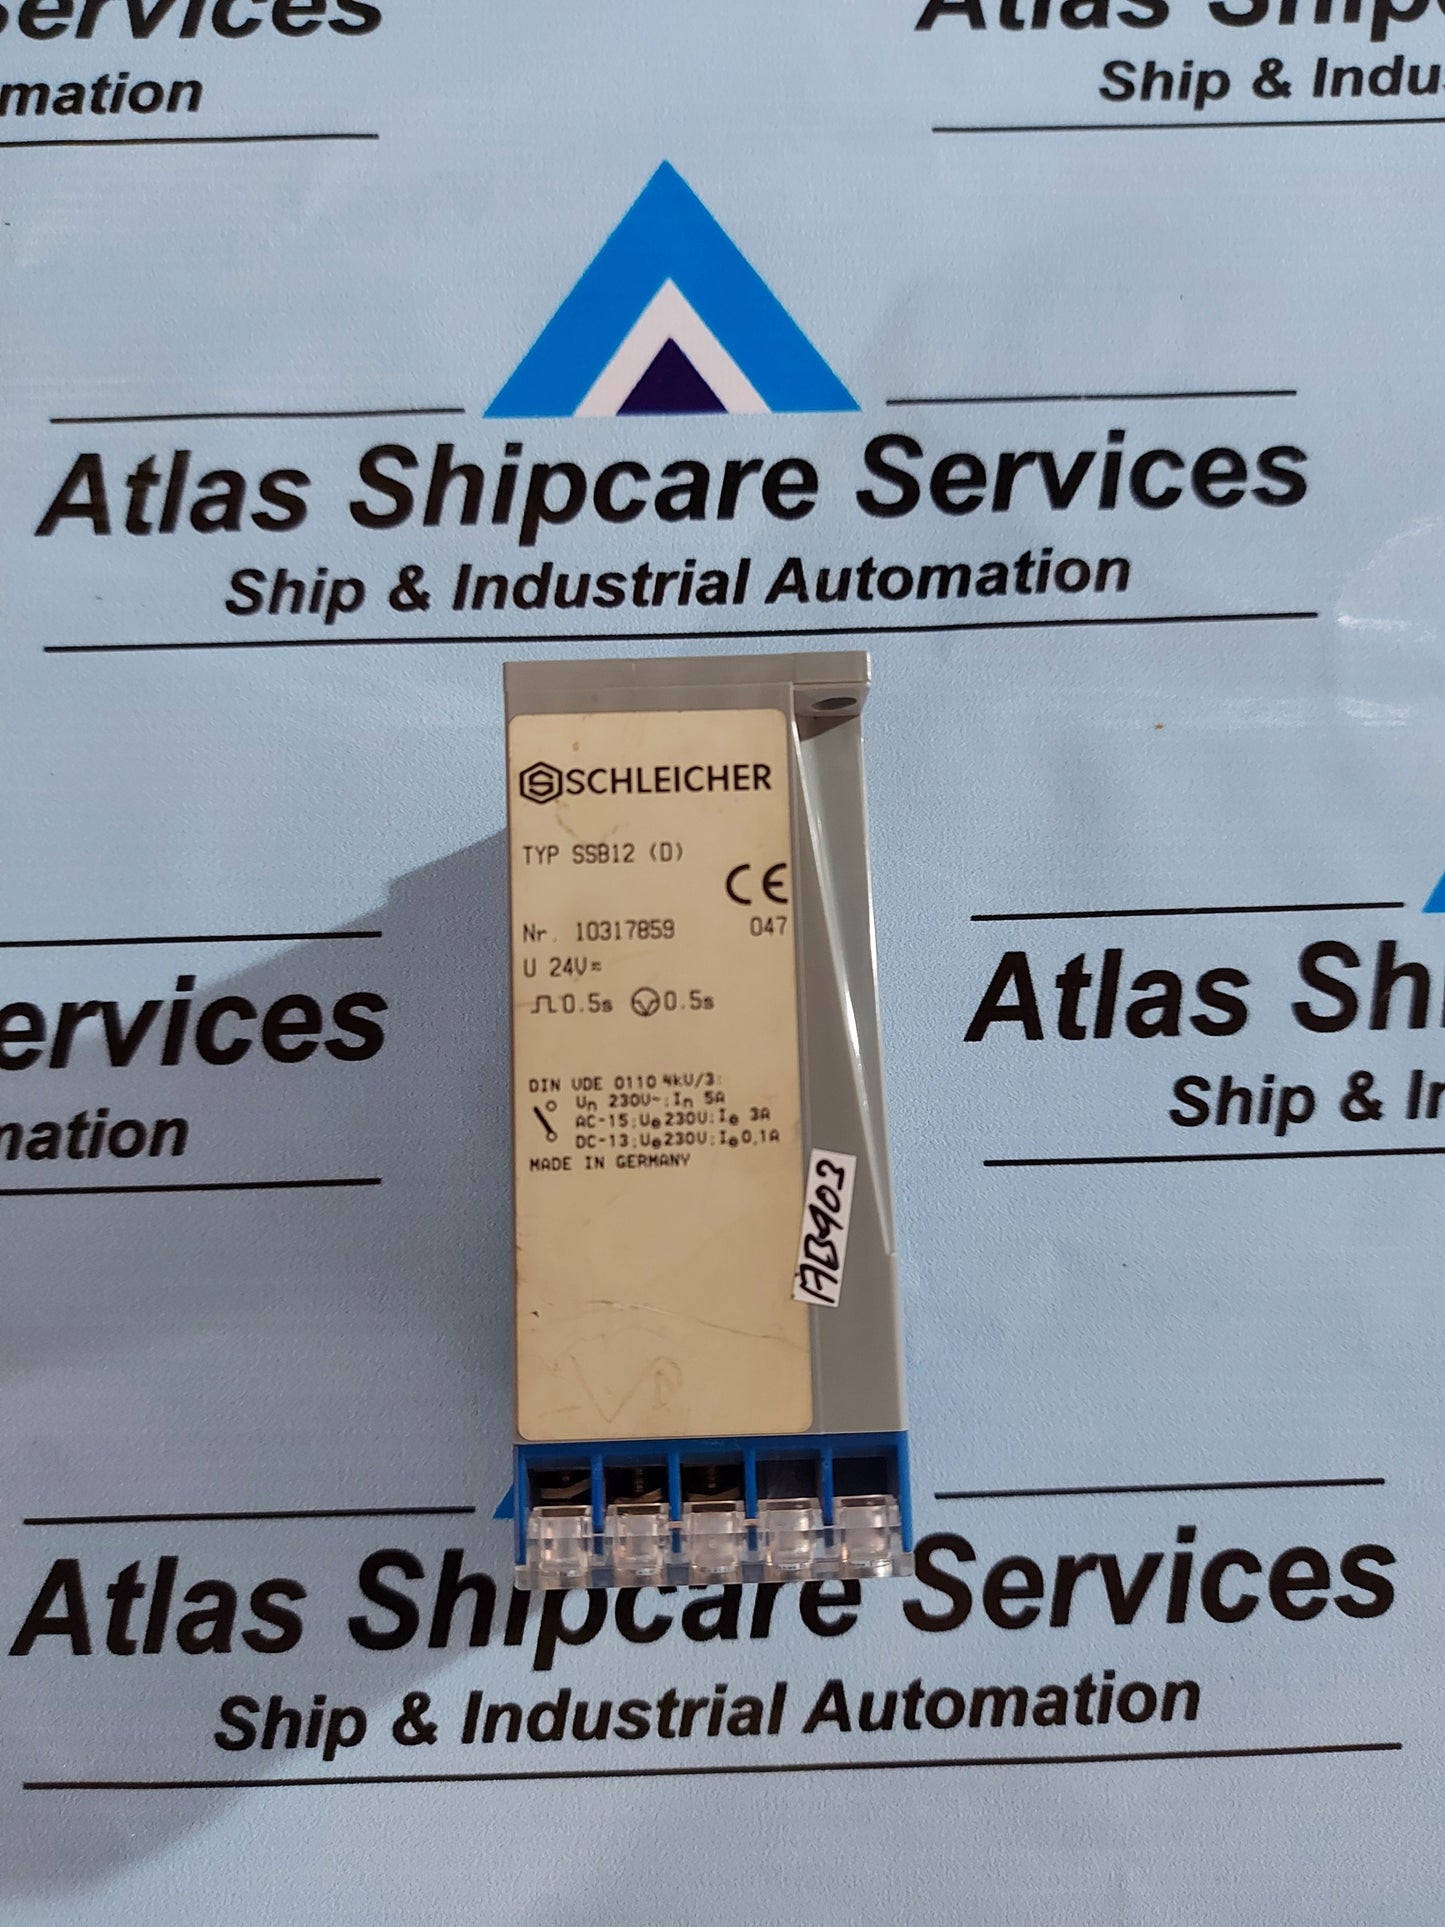 ervices
mation
Atlas Shipc
Ship & Indu
Atlas Shipcare Services
Ship & Industrial Automation
SCHLEICHER
TYP SSB12 (D)
CE
Nr. 10317859 047
U 24V≂
0.5s 0.5s
DIN VDE 0110 4kV/3:
Un 230V~; In 5A
AC-15; Ue 230V; Ie 3A
DC-13; Ue 230V; Ie 0,1A
MADE IN GERMANY
AB903
ervices
mation
Atlas Sh
Ship & In
Atlas Shipcare Services
Ship & Industrial Automation